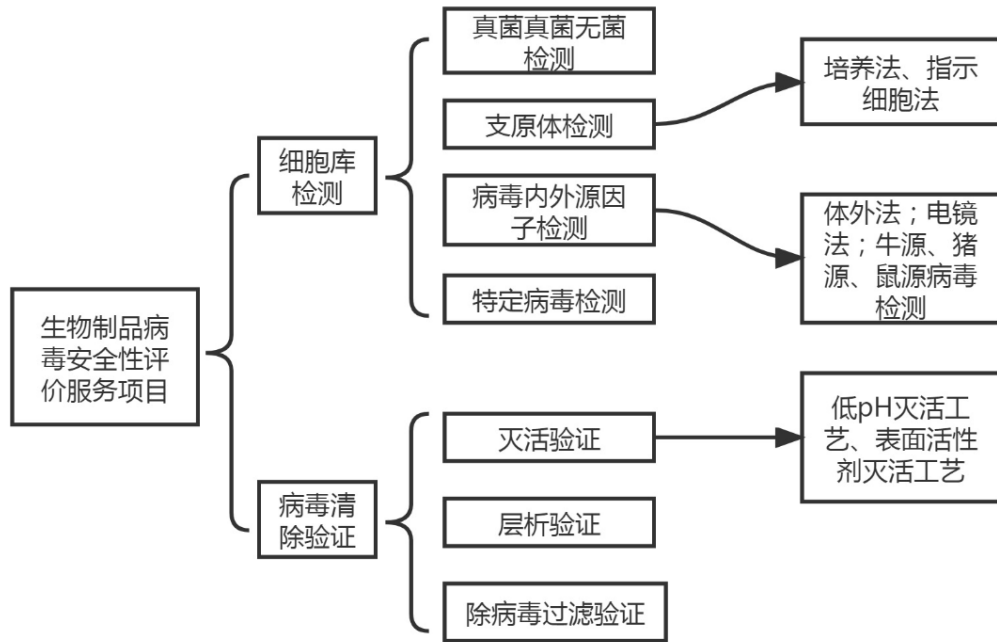 生物制品病
毒安全性评
价服务项目
细胞库
检测
真菌真菌无菌
检测
支原体检测
培养法、指示
细胞法
病毒内外源因
子检测
体外法；电镜
法；牛源、猪
源、鼠源病毒
检测
特定病毒检测
病毒清
除验证
灭活验证
低pH灭活工
艺、表面活性
剂灭活工艺
层析验证
除病毒过滤验证